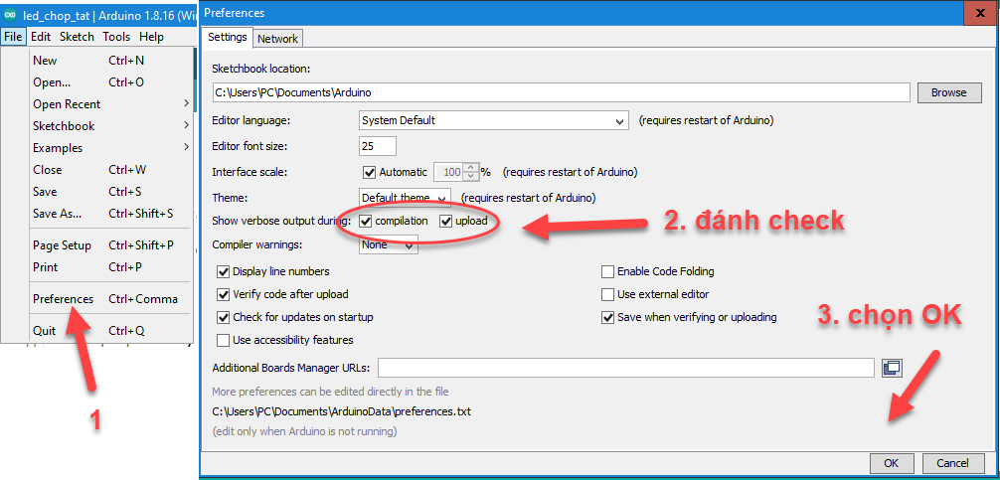 led_chop_tat | Arduino 1.8.16 (Win
File Edit Sketch Tools Help
New Ctrl+N
Open... Ctrl+O
Open Recent
Sketchbook
Examples
Close Ctrl+W
Save Ctrl+S
Save As... Ctrl+Shift+S
Page Setup Ctrl+Shift+P
Print Ctrl+P
Preferences Ctrl+Comma
Quit Ctrl+Q
1
Preferences
Settings Network
Sketchbook location:
C:\Users\PC\Documents\Arduino Browse
Editor language: System Default (requires restart of Arduino)
Editor font size: 25
Interface scale: Automatic 100 % (requires restart of Arduino)
Theme: Default theme (requires restart of Arduino)
Show verbose output during: compilation upload
2. đánh check
Compiler warnings: None
Display line numbers Enable Code Folding
Verify code after upload Use external editor
Check for updates on startup Save when verifying or uploading
3. chọn OK
Use accessibility features
Additional Boards Manager URLs:
More preferences can be edited directly in the file
C:\Users\PC\Documents\ArduinoData\preferences.txt
(edit only when Arduino is not running)
OK Cancel